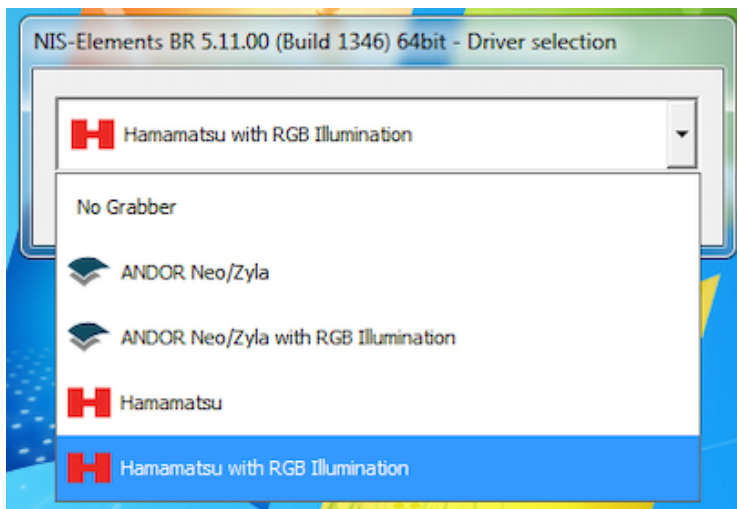 NIS-Elements BR 5.11.00 (Build 1346) 64bit - Driver selection
Hamamatsu with RGB Illumination
No Grabber
ANDOR Neo/Zyla
ANDOR Neo/Zyla with RGB Illumination
Hamamatsu
Hamamatsu with RGB Illumination